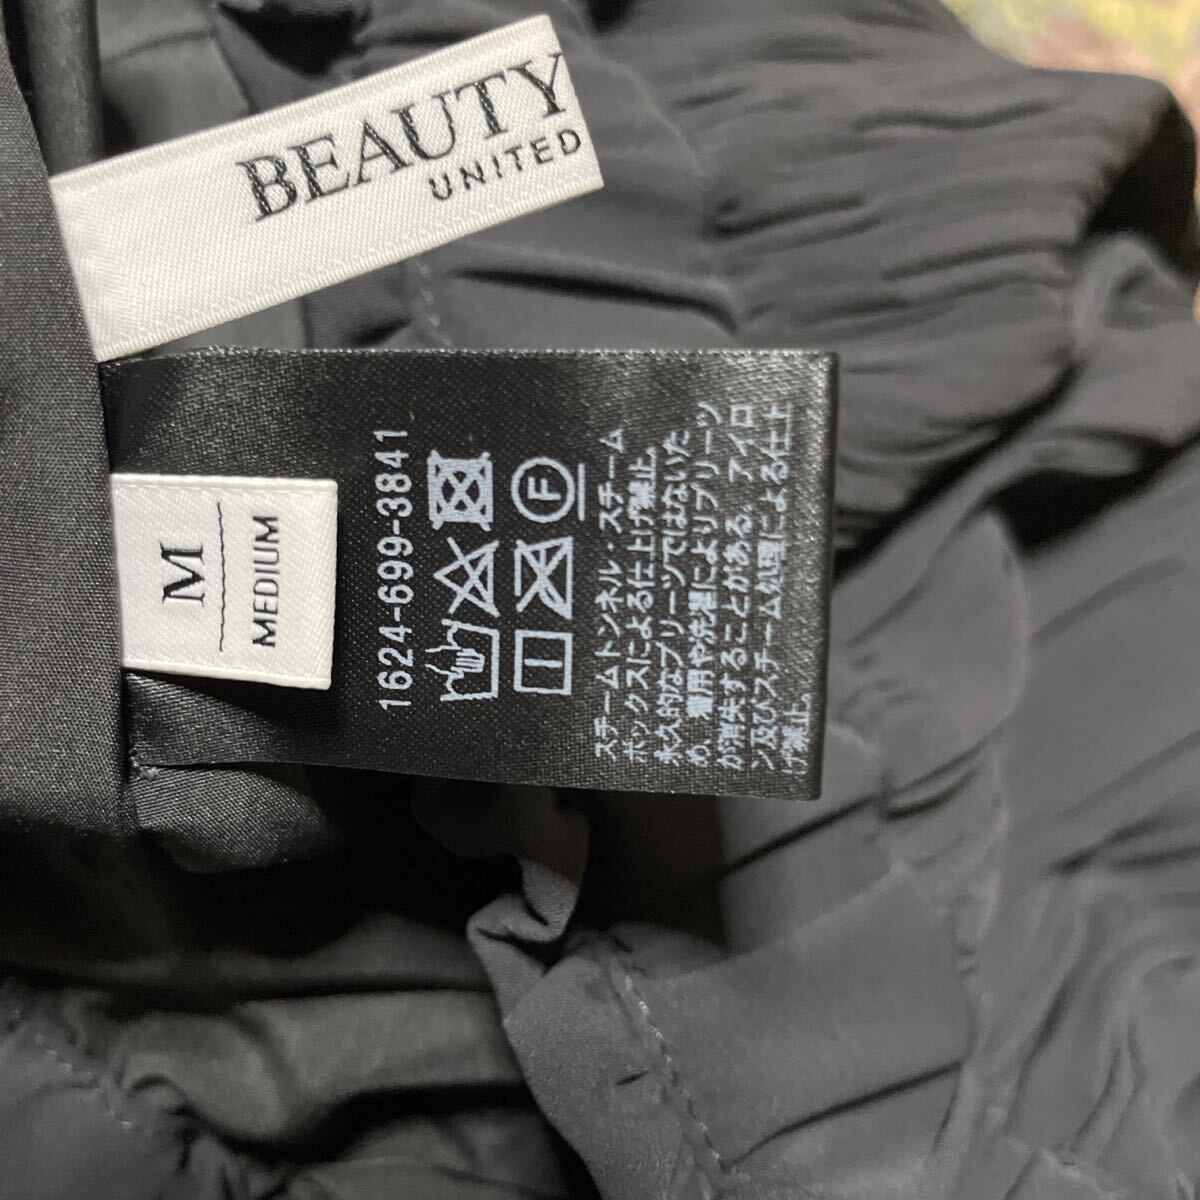 BEAUTY
UNITED
M
MEDIUM
1624-699-3841
F
スチームトンネル・スチーム
ボックスによる仕上げ禁止。
永久的なプリーツではないた
め、着用や洗濯によりプリーツ
が消失することがある。アイロ
ン及びスチーム処理による仕上
げ禁止。